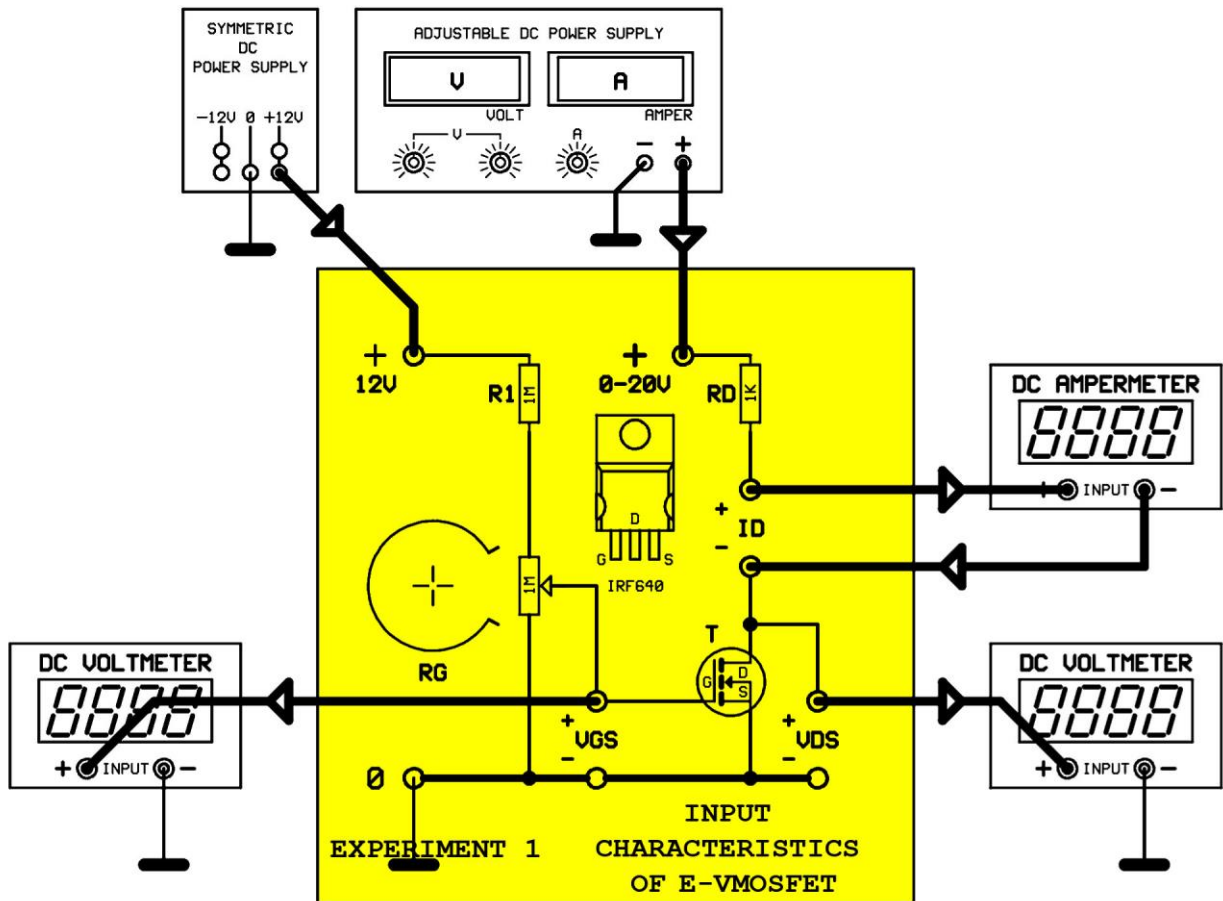 SYMMETRIC
DC
POWER SUPPLY
-12V 0 +12V
ADJUSTABLE DC POWER SUPPLY
V
A
VOLT
AMPER
V
A
- +
+
12V
R1
1M
+
0-20V
RD
1K
DC AMPERMETER
8888
+ INPUT -
D
G S
IRF640
+
ID
-
1M
RG
T
G
D
S
DC VOLTMETER
8888
+ INPUT -
DC VOLTMETER
8888
+ INPUT -
+
VGS
-
+
VDS
-
0
EXPERIMENT 1
INPUT
CHARACTERISTICS
OF E-VMOSFET